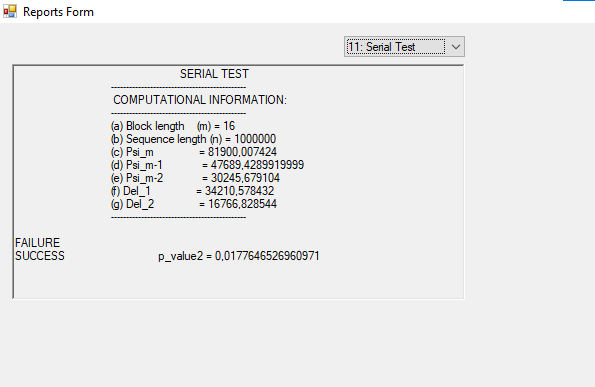 Reports Form
11: Serial Test
SERIAL TEST
---------------------------------------------
COMPUTATIONAL INFORMATION:
---------------------------------------------
(a) Block length (m) = 16
(b) Sequence length (n) = 1000000
(c) Psi_m = 81900,007424
(d) Psi_m-1 = 47689,4289919999
(e) Psi_m-2 = 30245,679104
(f) Del_1 = 34210,578432
(g) Del_2 = 16766,828544
---------------------------------------------
FAILURE
SUCCESS p_value2 = 0,0177646526960971